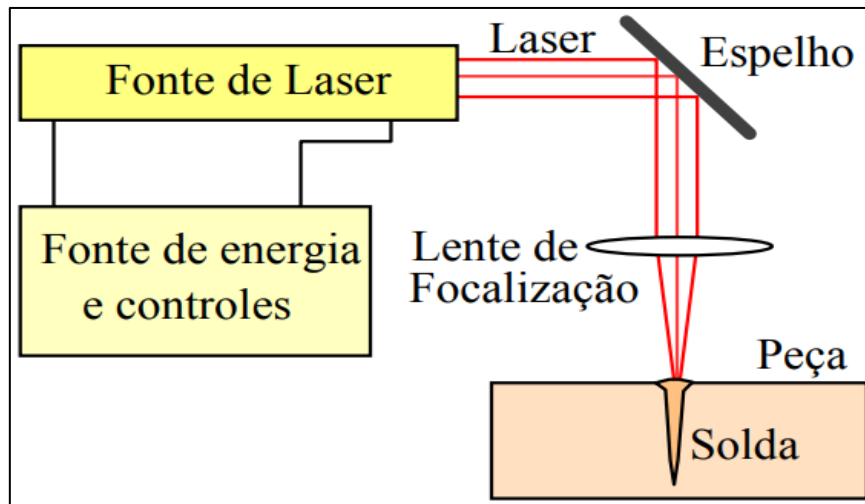 Laser
Espelho
Fonte de Laser
Fonte de energia
e controles
Lente de
Focalização
Peça
Solda